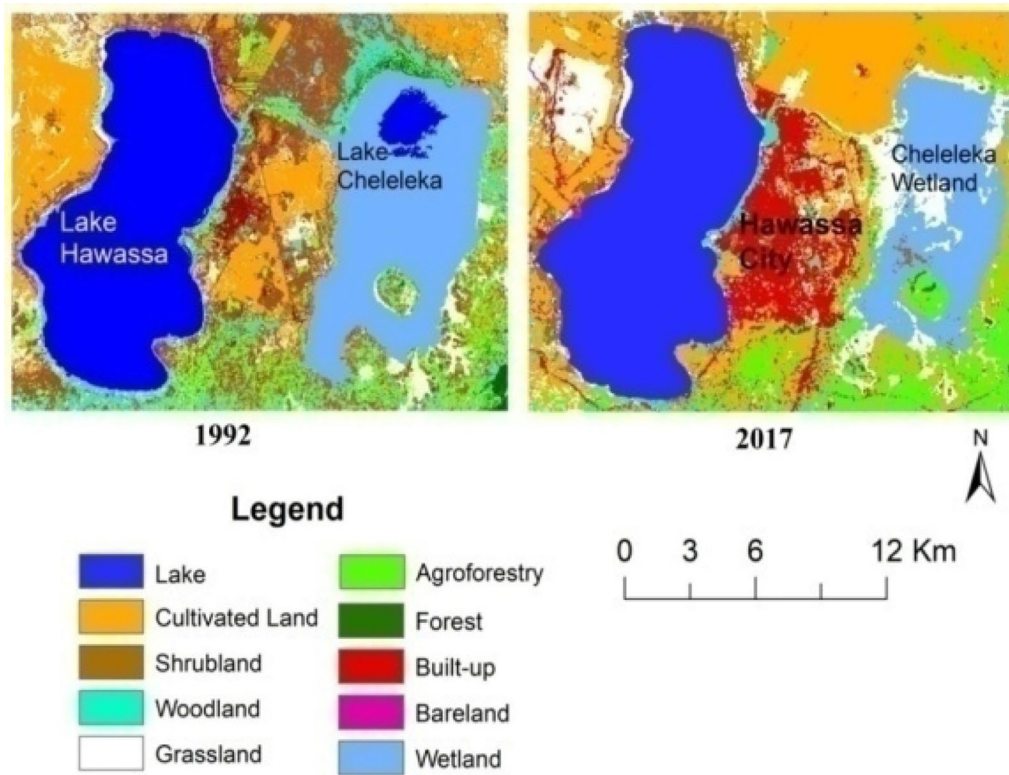 Lake
Hawassa
Lake
Cheleleka
Cheleleka
Wetland
Hawassa
City
1992
2017
N
Legend
Lake
Cultivated Land
Shrubland
Woodland
Grassland
Agroforestry
Forest
Built-up
Bareland
Wetland
0 3 6 12 Km